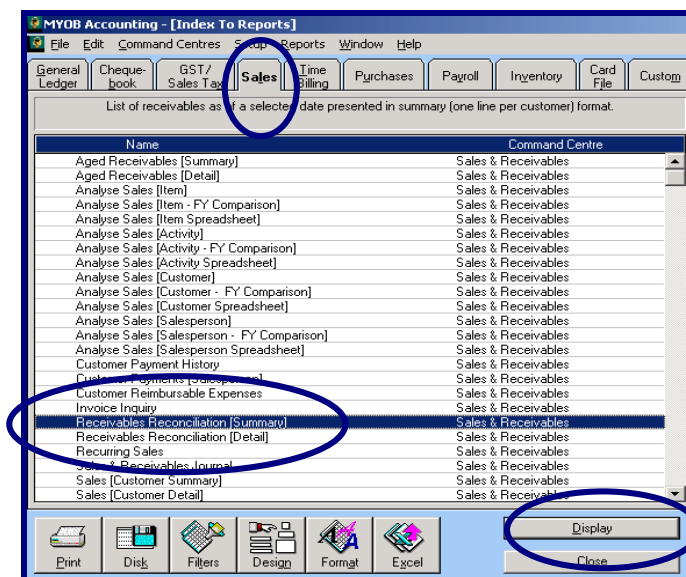 MYOB Accounting - [Index To Reports]
File Edit Command Centres Setup Reports Window Help
General Ledger Cheque-book GST/Sales Tax Sales Time Billing Purchases Payroll Inventory Card File Custom
List of receivables as of a selected date presented in summary (one line per customer) format.
Name Command Centre
Aged Receivables [Summary] Sales & Receivables
Aged Receivables [Detail] Sales & Receivables
Analyse Sales [Item] Sales & Receivables
Analyse Sales [Item - FY Comparison] Sales & Receivables
Analyse Sales [Item Spreadsheet] Sales & Receivables
Analyse Sales [Activity] Sales & Receivables
Analyse Sales [Activity - FY Comparison] Sales & Receivables
Analyse Sales [Activity Spreadsheet] Sales & Receivables
Analyse Sales [Customer] Sales & Receivables
Analyse Sales [Customer - FY Comparison] Sales & Receivables
Analyse Sales [Customer Spreadsheet] Sales & Receivables
Analyse Sales [Salesperson] Sales & Receivables
Analyse Sales [Salesperson - FY Comparison] Sales & Receivables
Analyse Sales [Salesperson Spreadsheet] Sales & Receivables
Customer Payment History Sales & Receivables
Customer Payments [Salesperson] Sales & Receivables
Customer Reimbursable Expenses Sales & Receivables
Invoice Inquiry Sales & Receivables
Receivables Reconciliation [Summary] Sales & Receivables
Receivables Reconciliation [Detail] Sales & Receivables
Recurring Sales Sales & Receivables
Sales & Receivables Journal Sales & Receivables
Sales [Customer Summary] Sales & Receivables
Sales [Customer Detail] Sales & Receivables
Display
Print Disk Filters Design Format Excel Close